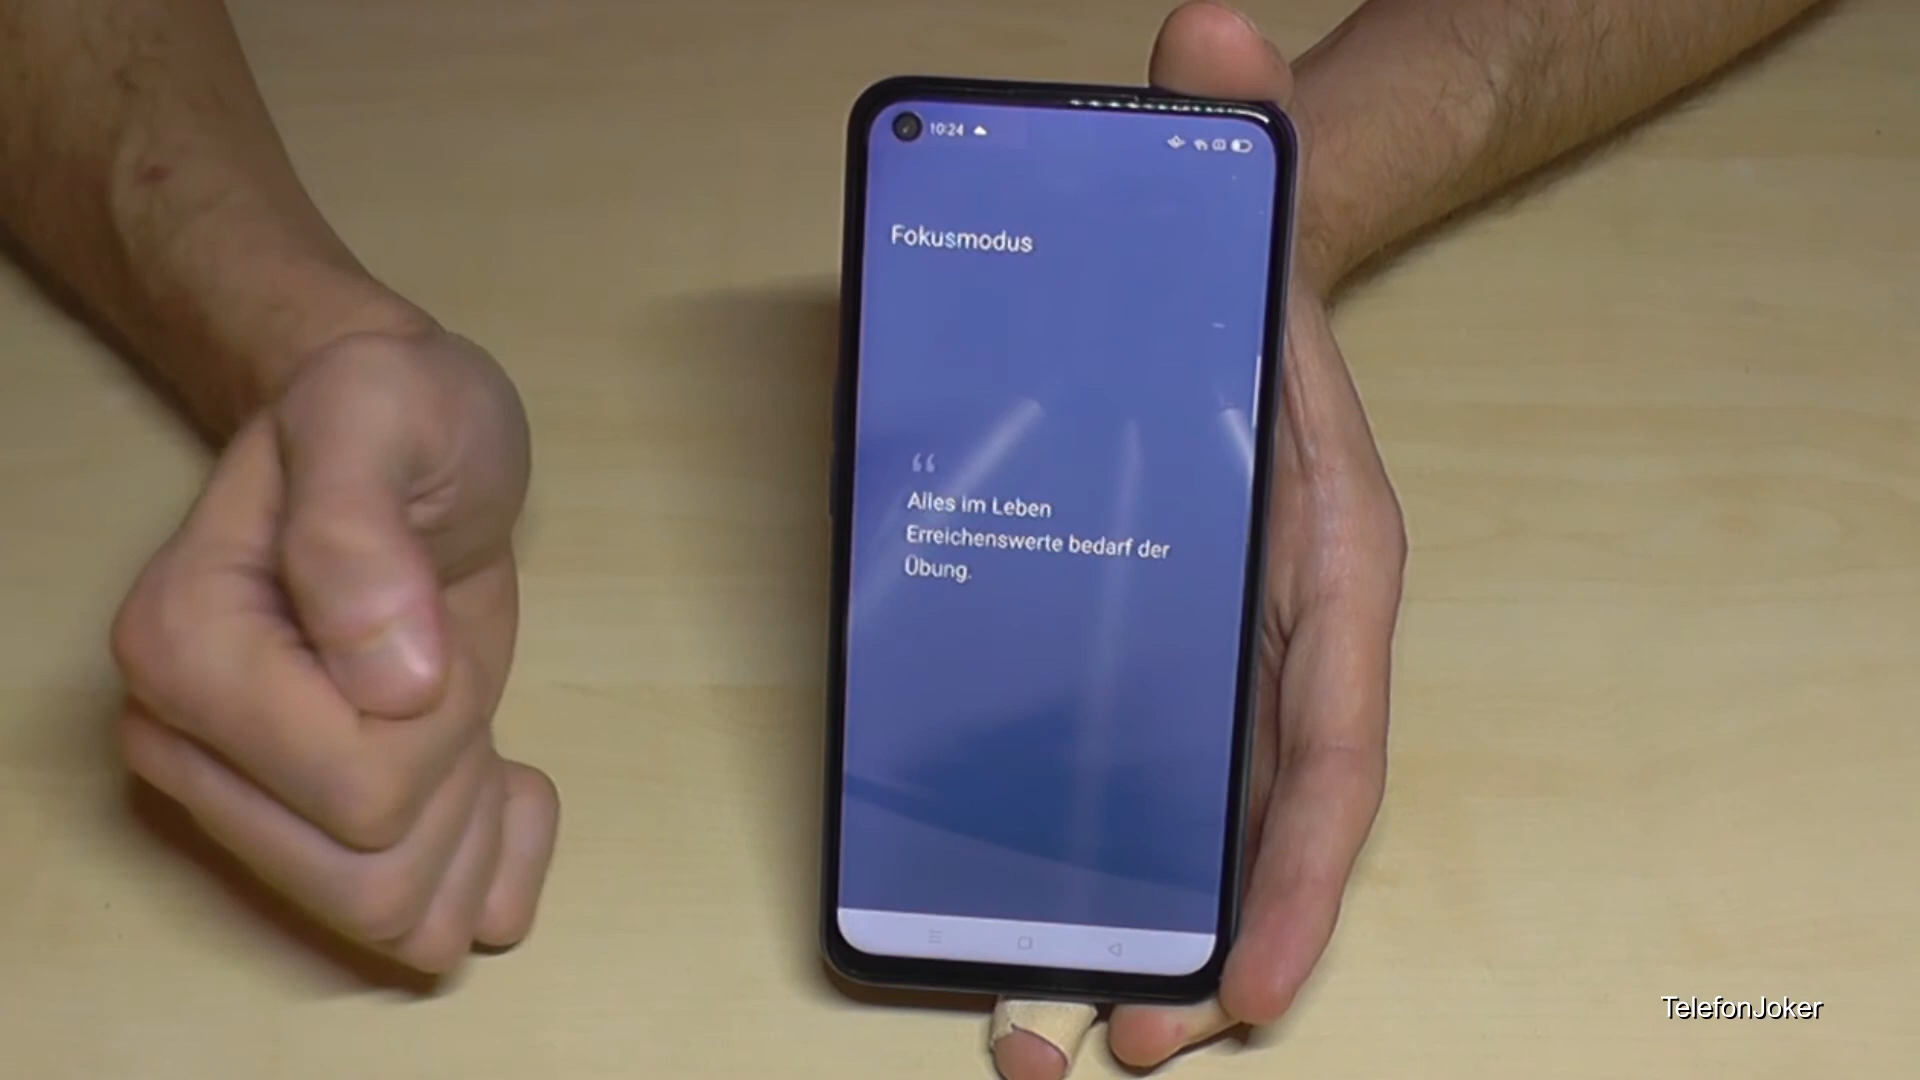 10:24
Fokusmodus
“
Alles im Leben
Erreichenswerte bedarf der
Übung.
TelefonJoker